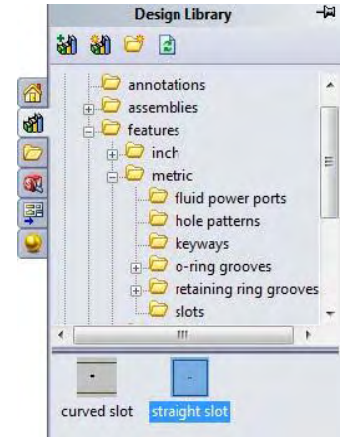 Design Library
annotations
assemblies
features
inch
metric
fluid power ports
hole patterns
keyways
o-ring grooves
retaining ring grooves
slots
curved slot straight slot